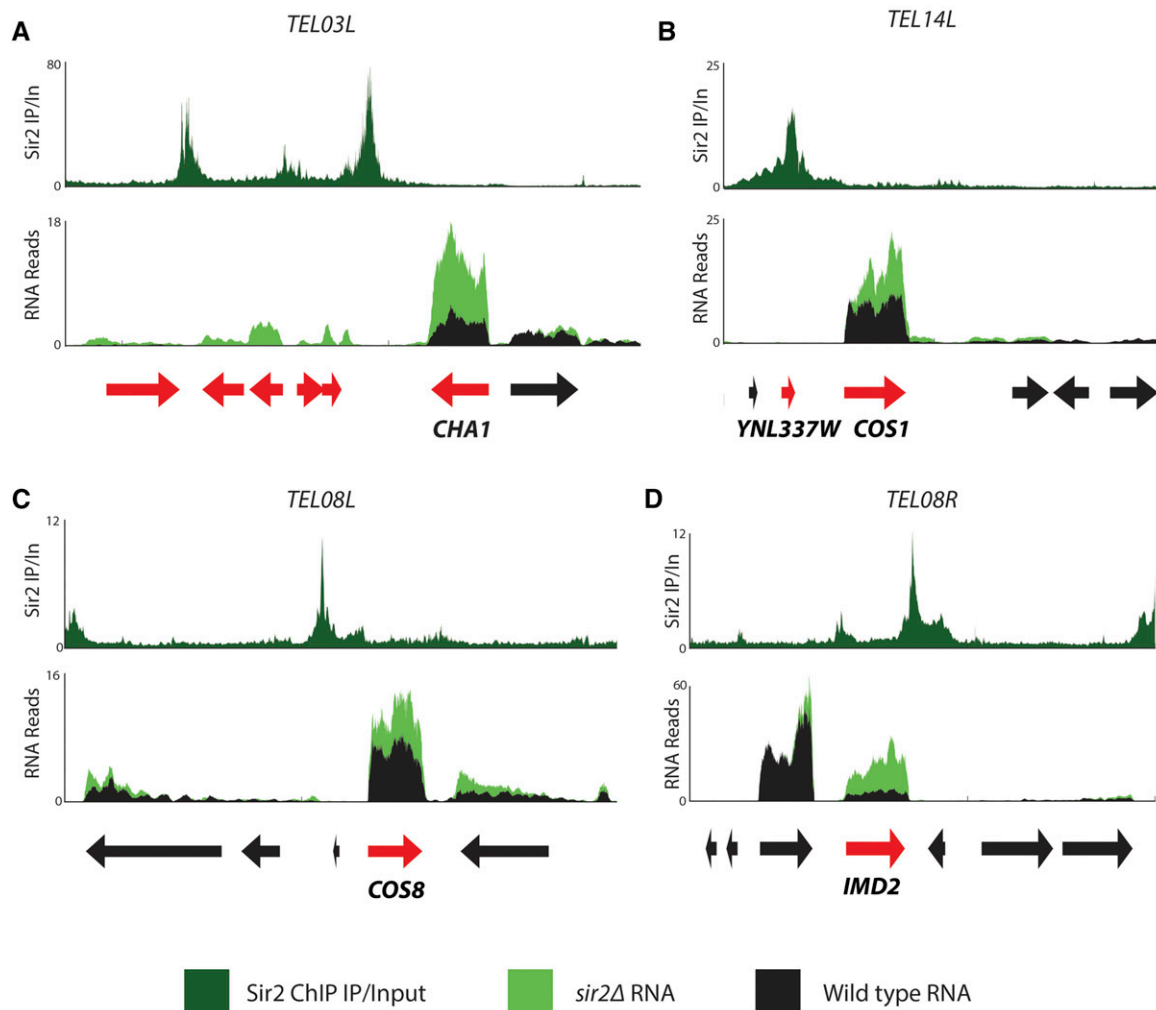 A
TEL03L
80
Sir2 IP/In
0
18
RNA Reads
0
CHA1
B
TEL14L
25
Sir2 IP/In
0
25
RNA Reads
0
YNL337W COS1
C
TEL08L
12
Sir2 IP/In
0
16
RNA Reads
0
COS8
D
TEL08R
12
Sir2 IP/In
0
60
RNA Reads
0
IMD2
Sir2 ChIP IP/Input
sir2Δ RNA
Wild type RNA